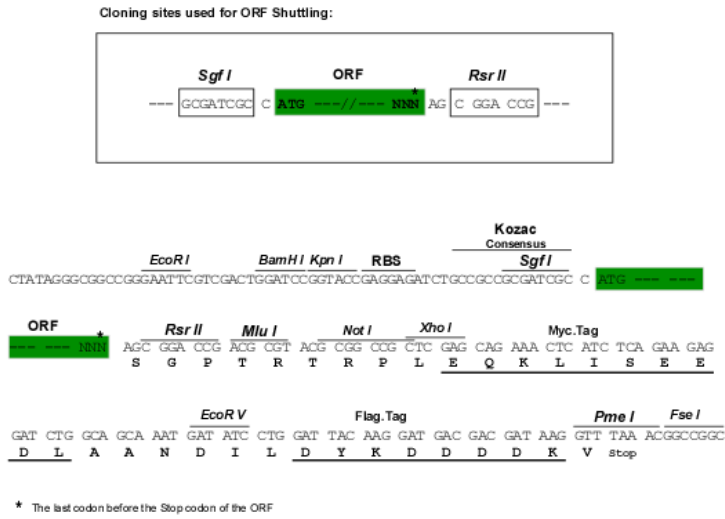 Cloning sites used for ORF Shuttling:
Sgf I ORF Rsr II
*
--- GCGATCGC C ATG ---//--- NNN AG C GGA CCG ---
Kozac
Consensus
EcoR I BamH I Kpn I RBS Sgf I
CTATAGGGCGGCCGGGAATTCGTCGACTGGATCCGGTACCGAGGAGATCTGCCGCCGCGATCGC C ATG --- ---
ORF * Rsr II Mlu I Not I Xho I Myc.Tag
--- --- NNN AGC GGA CCG ACG CGT ACG CGG CCG CTC GAG CAG AAA CTC ATC TCA GAA GAG
S G P T R T R P L E Q K L I S E E
EcoR V Flag.Tag Pme I Fse I
GAT CTG GCA GCA AAT GAT ATC CTG GAT TAC AAG GAT GAC GAC GAT AAG GTT TAA ACGGCCGGC
D L A A N D I L D Y K D D D D K V Stop
* The last codon before the Stop codon of the ORF